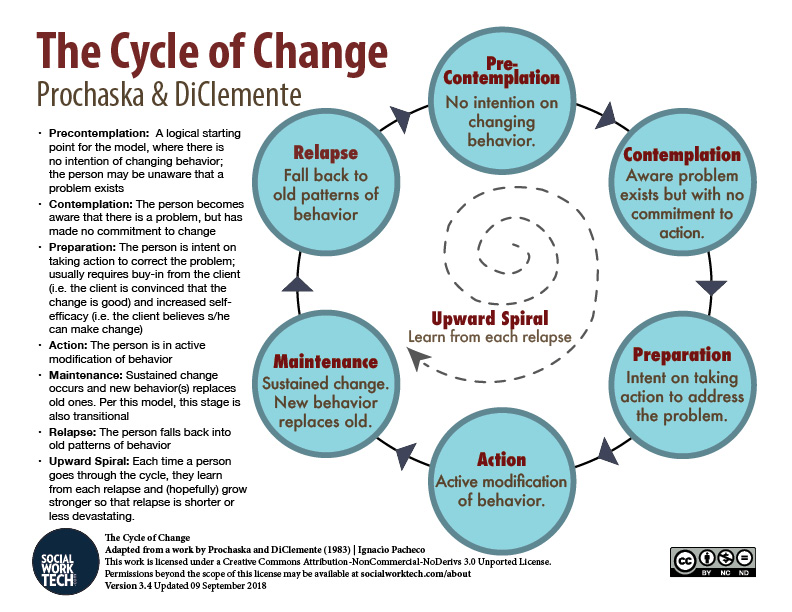 The Cycle of Change
Prochaska & DiClemente
· Precontemplation: A logical starting
point for the model, where there is
no intention of changing behavior;
the person may be unaware that a
problem exists
· Contemplation: The person becomes
aware that there is a problem, but has
made no commitment to change
· Preparation: The person is intent on
taking action to correct the problem;
usually requires buy-in from the client
(i.e. the client is convinced that the
change is good) and increased self-
efficacy (i.e. the client believes s/he
can make change)
· Action: The person is in active
modification of behavior
· Maintenance: Sustained change
occurs and new behavior(s) replaces
old ones. Per this model, this stage is
also transitional
· Relapse: The person falls back into
old patterns of behavior
· Upward Spiral: Each time a person
goes through the cycle, they learn
from each relapse and (hopefully) grow
stronger so that relapse is shorter or
less devastating.
Pre-
Contemplation
No intention on
changing
behavior.
Contemplation
Aware problem
exists but with no
commitment to
action.
Preparation
Intent on taking
action to address
the problem.
Action
Active modification
of behavior.
Maintenance
Sustained change.
New behavior
replaces old.
Relapse
Fall back to
old patterns of
behavior
Upward Spiral
Learn from each relapse
SOCIAL
WORK
TECH
.com
The Cycle of Change
Adapted from a work by Prochaska and DiClemente (1983) | Ignacio Pacheco
This work is licensed under a Creative Commons Attribution-NonCommercial-NoDerivs 3.0 Unported License.
Permissions beyond the scope of this license may be available at socialworktech.com/about
Version 3.4 Updated 09 September 2018
cc
BY NC ND